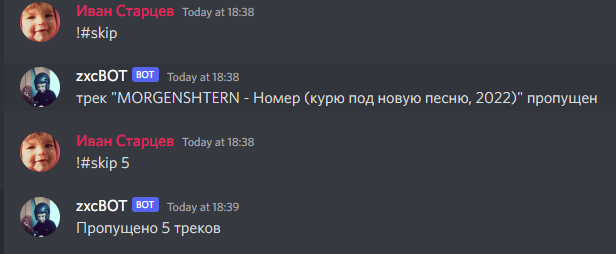 Иван Старцев Today at 18:38
!#skip
zxcBOT BOT Today at 18:38
трек "MORGENSHTERN - Номер (курю под новую песню, 2022)" пропущен
Иван Старцев Today at 18:38
!#skip 5
zxcBOT BOT Today at 18:39
Пропущено 5 треков